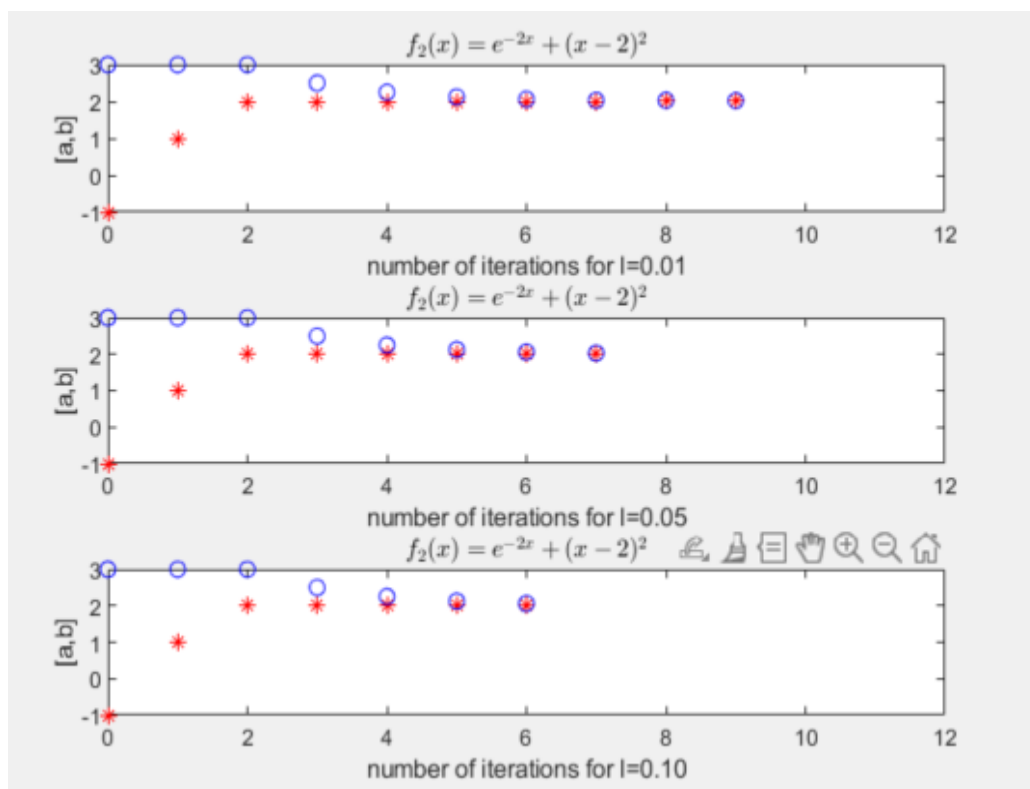 f₂(x) = e⁻²ˣ + (x − 2)²
3
2
1
0
-1
[a,b]
0 2 4 6 8 10 12
number of iterations for l=0.01
f₂(x) = e⁻²ˣ + (x − 2)²
3
2
1
0
-1
[a,b]
0 2 4 6 8 10 12
number of iterations for l=0.05
f₂(x) = e⁻²ˣ + (x − 2)²
3
2
1
0
-1
[a,b]
0 2 4 6 8 10 12
number of iterations for l=0.10